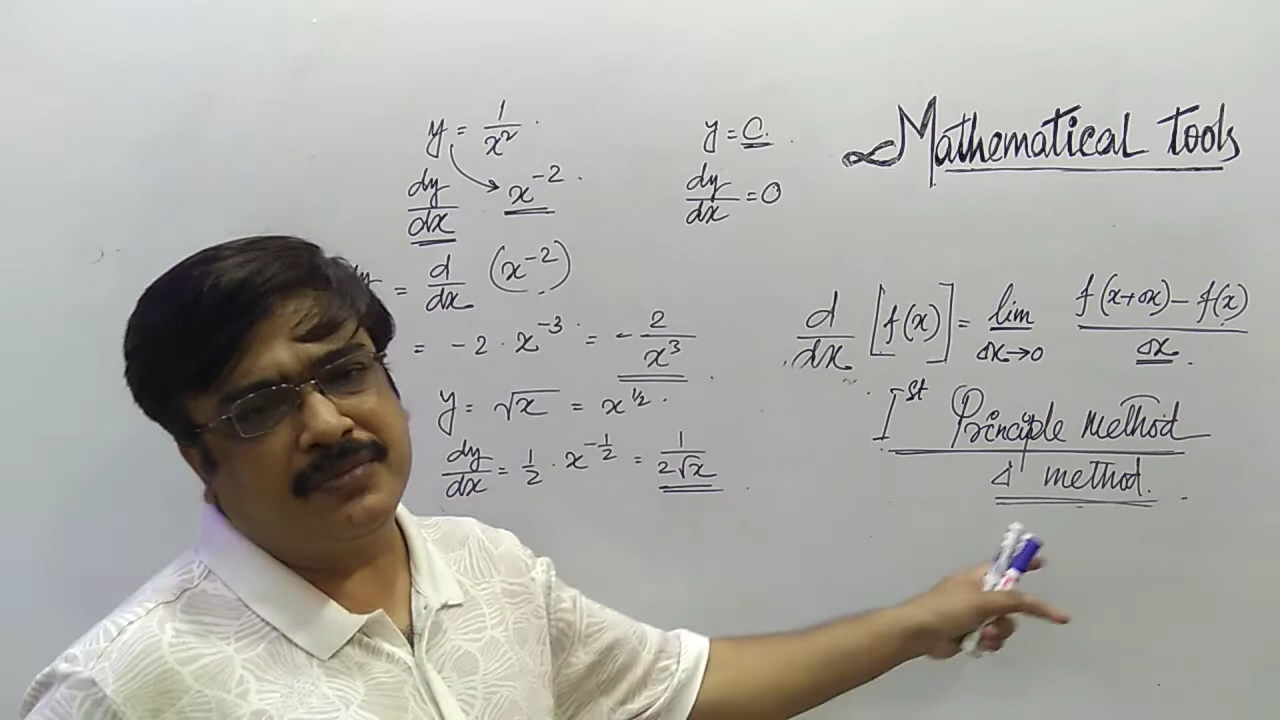 Mathematical Tools
y = 1/x²
dy/dx
x⁻²
= d/dx (x⁻²)
= -2 · x⁻³ = -2/x³
y = √x = x^½
dy/dx = 1/2 · x^-1/2 = 1/2√x
y = C.
dy/dx = 0
d/dx [f(x)] = lim Δx→0 f(x+Δx) - f(x) / Δx
Iˢᵗ Principle method
Δ method.